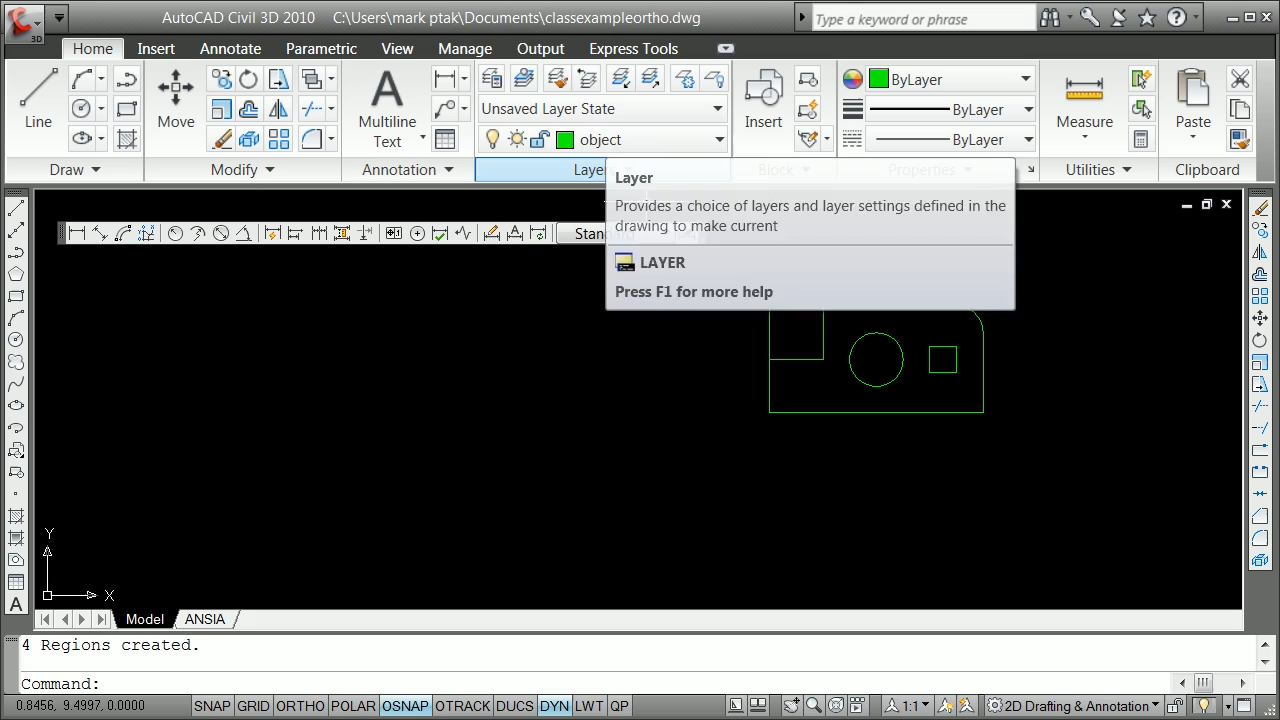 AutoCAD Civil 3D 2010 C:\Users\mark ptak\Documents\classexampleortho.dwg
Type a keyword or phrase
3D
Home Insert Annotate Parametric View Manage Output Express Tools
Line
Move
Multiline
Text
Unsaved Layer State
object
Insert
ByLayer
ByLayer
ByLayer
Measure
Paste
Draw Modify Annotation Utilities Clipboard
Layer
Provides a choice of layers and layer settings defined in the
drawing to make current
LAYER
Press F1 for more help
Y
X
A
Model ANSIA
4 Regions created.
Command:
0.8456, 9.4997, 0.0000 SNAP GRID ORTHO POLAR OSNAP OTRACK DUCS DYN LWT QP 1:1 2D Drafting & Annotation